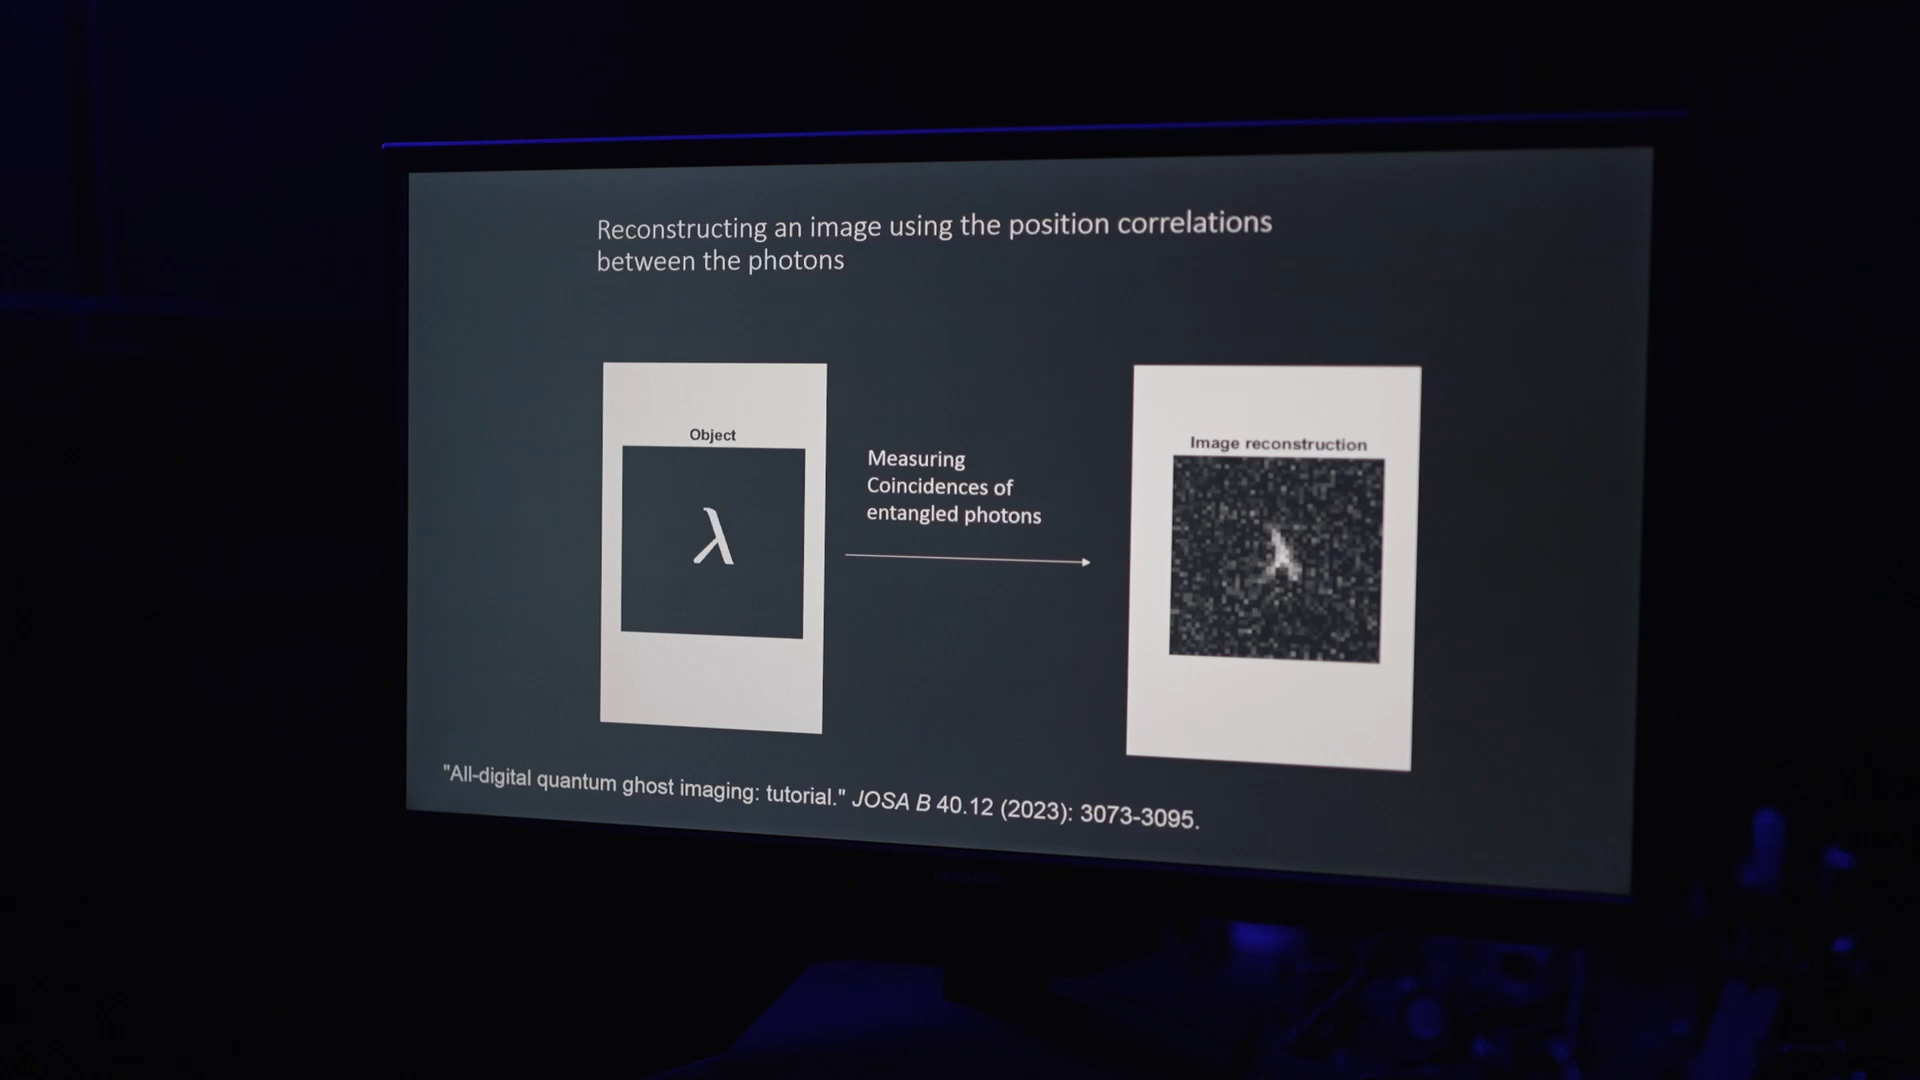 Reconstructing an image using the position correlations
between the photons
Object
λ
Measuring
Coincidences of
entangled photons
Image reconstruction
"All-digital quantum ghost imaging: tutorial." JOSA B 40.12 (2023): 3073-3095.